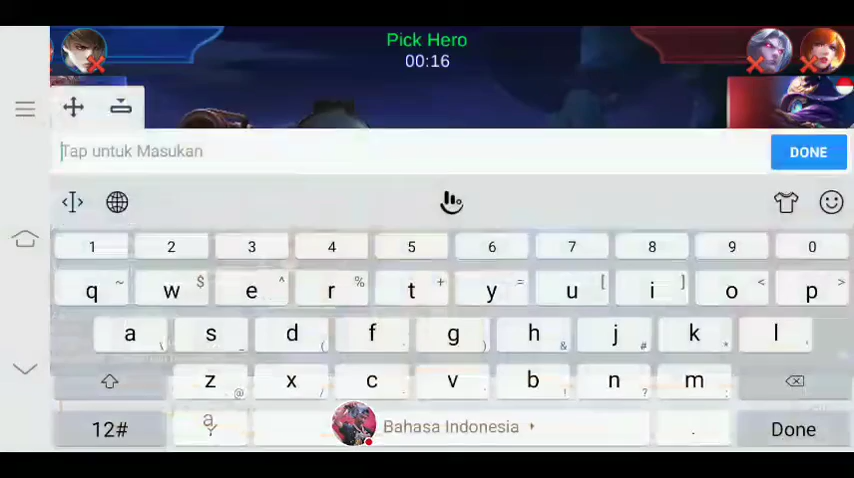 Pick Hero
00:16
Tap untuk Masukan
DONE
1 2 3 4 5 6 7 8 9 0
q ~ w $ e ^ r % t + y = u [ i ] o < p >
a \ s _ d ( f . g ) h & j # k * l '
z @ x / c , v . b ! n ? m ;
12# a Bahasa Indonesia . Done